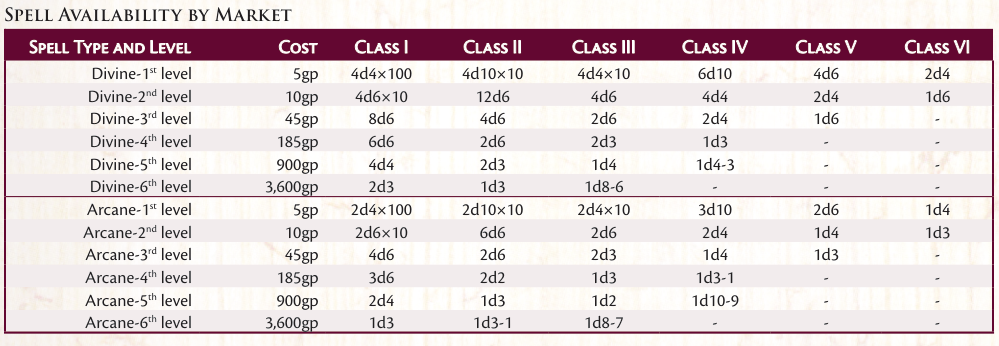 Spell Availability by Market
Spell Type and Level Cost Class I Class II Class III Class IV Class V Class VI
Divine-1st level 5gp 4d4×100 4d10×10 4d4×10 6d10 4d6 2d4
Divine-2nd level 10gp 4d6×10 12d6 4d6 4d4 2d4 1d6
Divine-3rd level 45gp 8d6 4d6 2d6 2d4 1d6 -
Divine-4th level 185gp 6d6 2d6 2d3 1d3 - -
Divine-5th level 900gp 4d4 2d3 1d4 1d4-3 - -
Divine-6th level 3,600gp 2d3 1d3 1d8-6 - - -
Arcane-1st level 5gp 2d4×100 2d10×10 2d4×10 3d10 2d6 1d4
Arcane-2nd level 10gp 2d6×10 6d6 2d6 2d4 1d4 1d3
Arcane-3rd level 45gp 4d6 2d6 2d3 1d4 1d3 -
Arcane-4th level 185gp 3d6 2d2 1d3 1d3-1 - -
Arcane-5th level 900gp 2d4 1d3 1d2 1d10-9 - -
Arcane-6th level 3,600gp 1d3 1d3-1 1d8-7 - - -